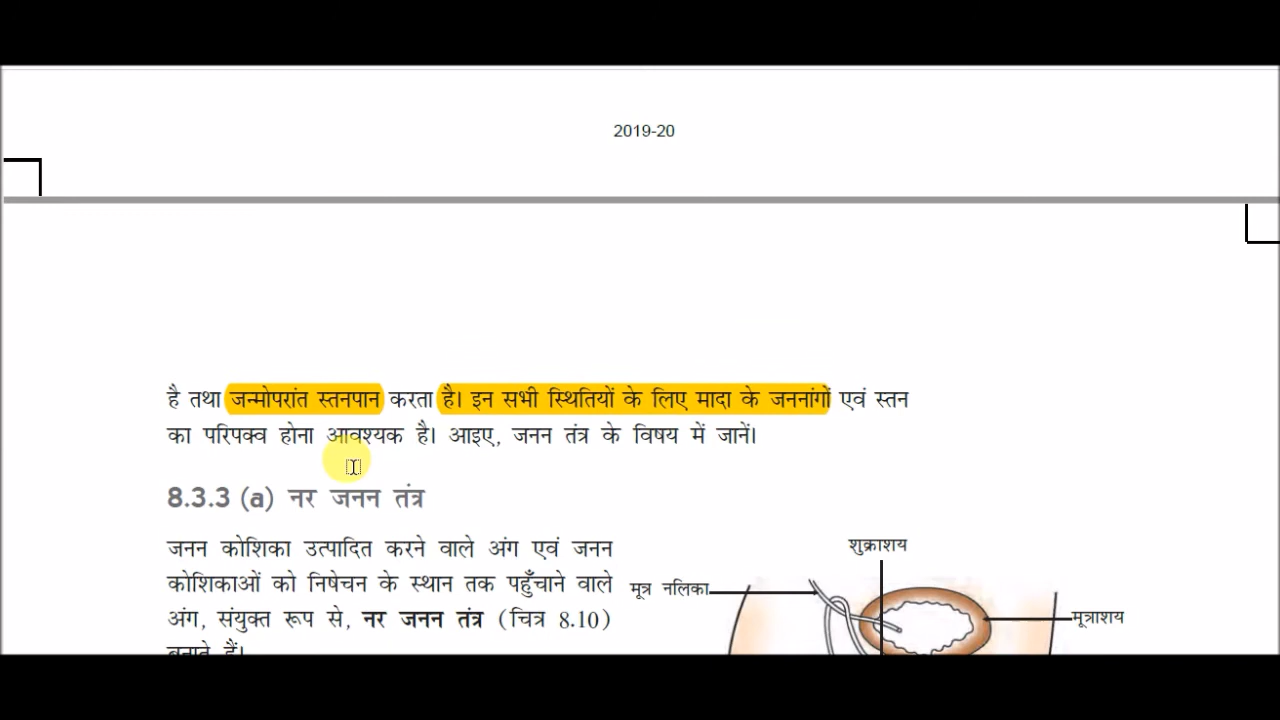 2019-20
है तथा जन्मोपरांत स्तनपान करता है। इन सभी स्थितियों के लिए मादा के जननांगों एवं स्तन
का परिपक्व होना आवश्यक है। आइए, जनन तंत्र के विषय में जानें।
8.3.3 (a) नर जनन तंत्र
जनन कोशिका उत्पादित करने वाले अंग एवं जनन
कोशिकाओं को निषेचन के स्थान तक पहुँचाने वाले
अंग, संयुक्त रूप से, नर जनन तंत्र (चित्र 8.10)
बनाते हैं।
शुक्राशय
मूत्र नलिका
मूत्राशय